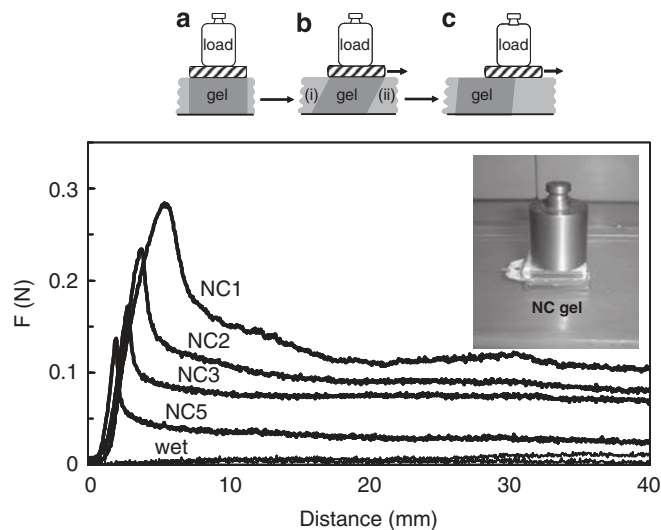 a b c
load load load
gel (i) gel (ii) gel
F (N)
0.3
0.2
0.1
0
NC1
NC2
NC3
NC5
wet
NC gel
0 10 20 30 40
Distance (mm)